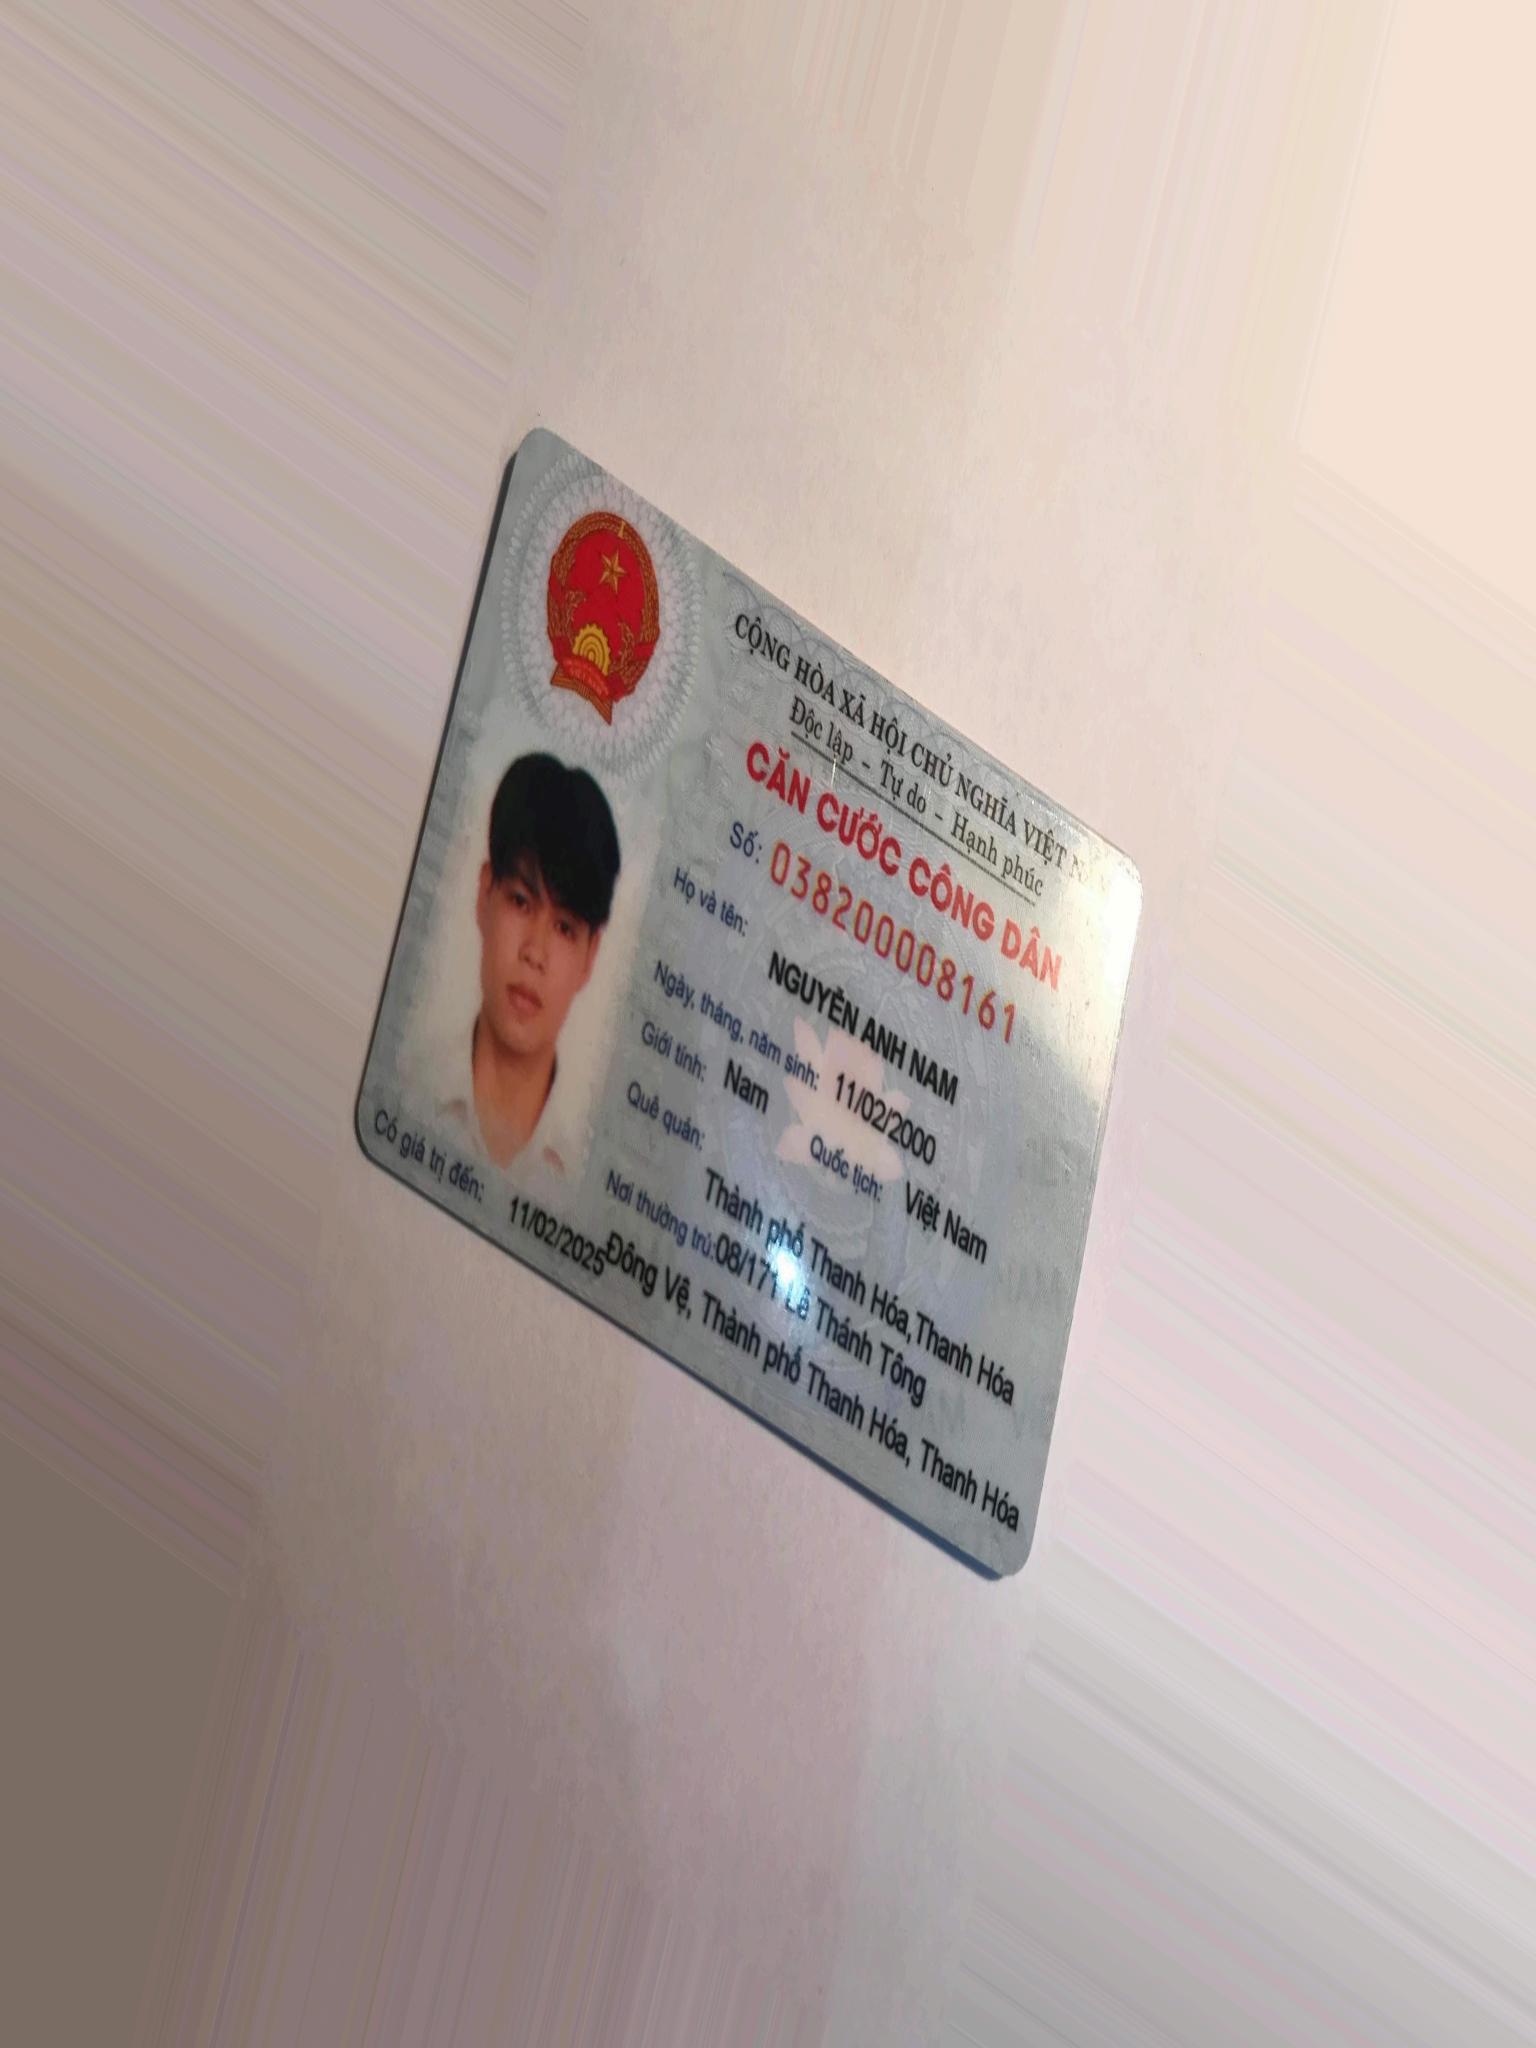 CỘNG HÒA XÃ HỘI CHỦ NGHĨA VIỆT
Độc lập - Tự do - Hạnh phúc
CĂN CƯỚC CÔNG DÂN
Số: 038200008161
Họ và tên:
NGUYỄN ANH NAM
Ngày, tháng, năm sinh: 11/02/2000
Giới tính: Nam Quốc tịch: Việt Nam
Quê quán:
Thành phố Thanh Hóa,Thanh Hóa
Nơi thường trú:08/171 Lê Thánh Tông
Đông Vệ, Thành phố Thanh Hóa, Thanh Hóa
Có giá trị đến: 11/02/2025